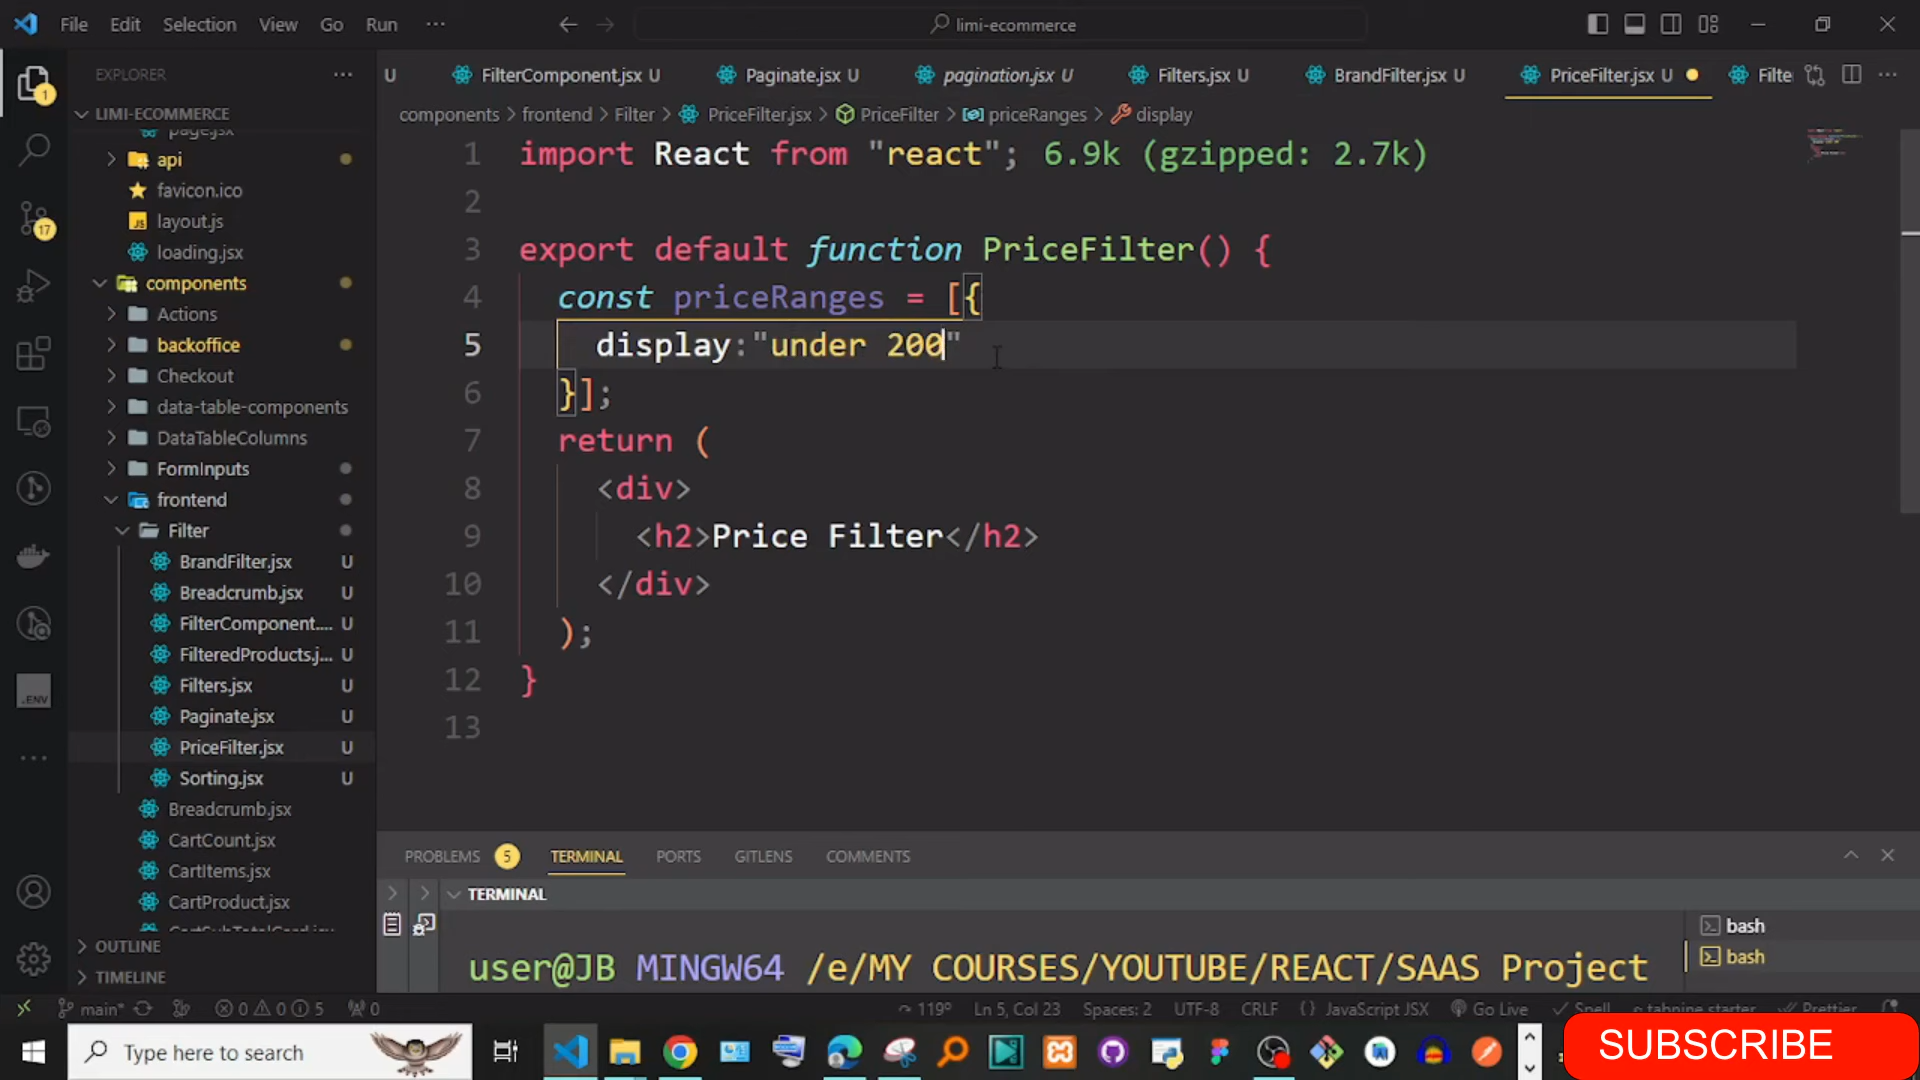 File Edit Selection View Go Run ...
limi-ecommerce
EXPLORER
LIMI-ECOMMERCE
page.jsx
api
favicon.ico
layout.js
loading.jsx
components
Actions
backoffice
Checkout
data-table-components
DataTableColumns
FormInputs
frontend
Filter
BrandFilter.jsx U
Breadcrumb.jsx U
FilterComponent.... U
FilteredProducts.j... U
Filters.jsx U
Paginate.jsx U
PriceFilter.jsx U
Sorting.jsx U
Breadcrumb.jsx
CartCount.jsx
CartItems.jsx
CartProduct.jsx
OUTLINE
TIMELINE
1
17
.ENV
U FilterComponent.jsx U Paginate.jsx U pagination.jsx U Filters.jsx U BrandFilter.jsx U PriceFilter.jsx U Filte
components > frontend > Filter > PriceFilter.jsx > PriceFilter > priceRanges > display
1 import React from "react"; 6.9k (gzipped: 2.7k)
2
3 export default function PriceFilter() {
4 const priceRanges = [{
5 display:"under 200"
6 }];
7 return (
8 <div>
9 <h2>Price Filter</h2>
10 </div>
11 );
12 }
13
PROBLEMS 5 TERMINAL PORTS GITLENS COMMENTS
TERMINAL
user@JB MINGW64 /e/MY COURSES/YOUTUBE/REACT/SAAS Project
bash
bash
main* 0 0 5 0 119° Ln 5, Col 23 Spaces: 2 UTF-8 CRLF { } JavaScript JSX Go Live Spell tabnine starter Prettier
Type here to search
SUBSCRIBE